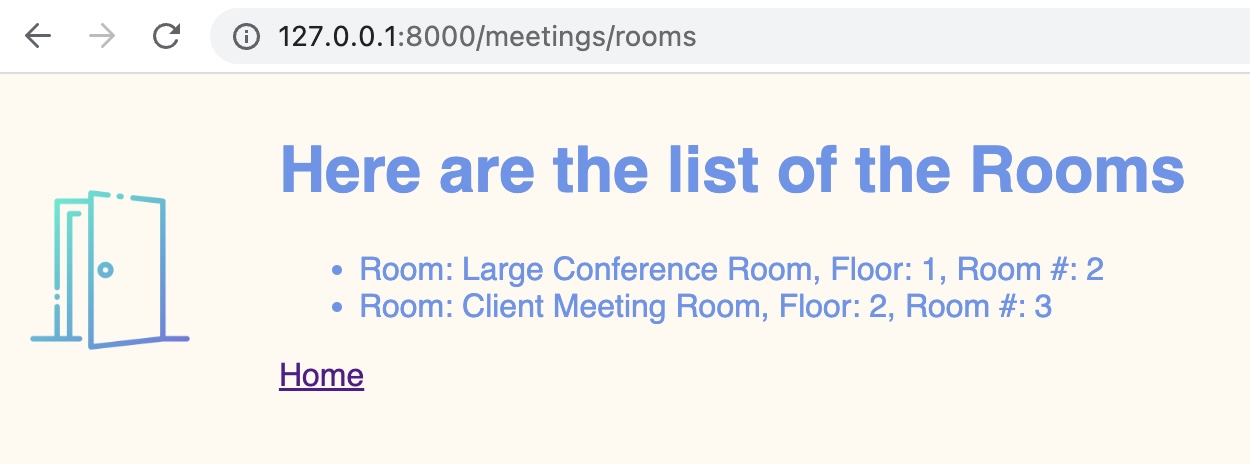 127.0.0.1:8000/meetings/rooms
Here are the list of the Rooms
Room: Large Conference Room, Floor: 1, Room #: 2
Room: Client Meeting Room, Floor: 2, Room #: 3
Home